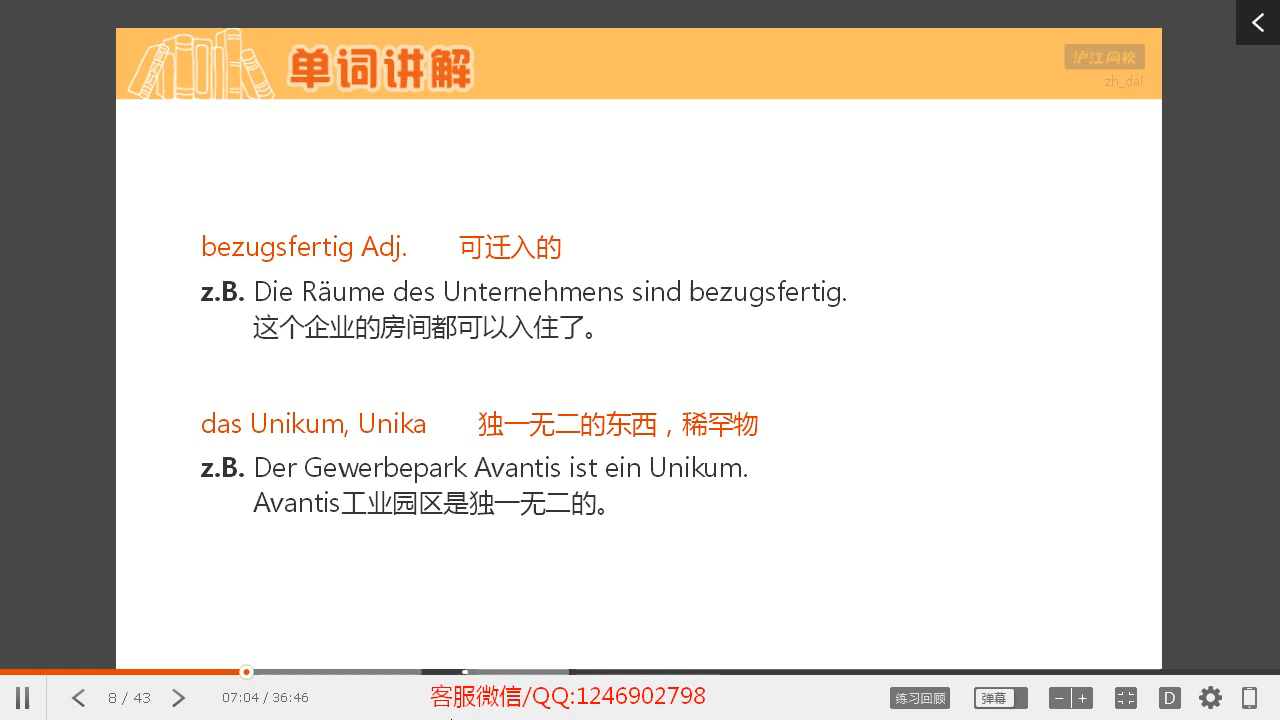 单词讲解
沪江网校
zh_dai
bezugsfertig Adj. 可迁入的
z.B. Die Räume des Unternehmens sind bezugsfertig.
这个企业的房间都可以入住了。
das Unikum, Unika 独一无二的东西，稀罕物
z.B. Der Gewerbepark Avantis ist ein Unikum.
Avantis工业园区是独一无二的。
8 / 43
07:04 / 36:46
客服微信/QQ:1246902798
练习回顾
弹幕
D